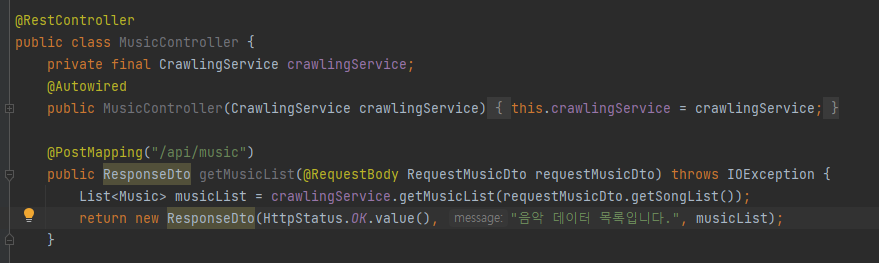 @RestController
public class MusicController {
private final CrawlingService crawlingService;
@Autowired
public MusicController(CrawlingService crawlingService) { this.crawlingService = crawlingService; }
@PostMapping("/api/music")
public ResponseDto getMusicList(@RequestBody RequestMusicDto requestMusicDto) throws IOException {
List<Music> musicList = crawlingService.getMusicList(requestMusicDto.getSongList());
return new ResponseDto(HttpStatus.OK.value(), message: "음악 데이터 목록입니다.", musicList);
}